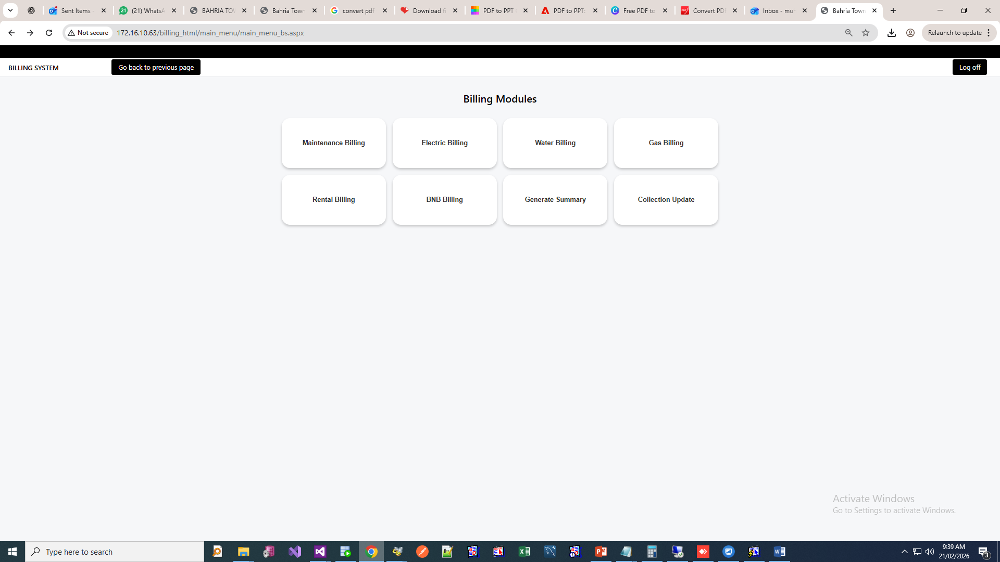 Sent Items -
(21) WhatsA
BAHRIA TOW
Bahria Town
convert pdf
Download fi
PDF to PPT
PDF to PPT:
Free PDF to
Convert PDF
Inbox - muh
Bahria Town
Not secure
172.16.10.63/billing_html/main_menu/main_menu_bs.aspx
Relaunch to update
BILLING SYSTEM
Go back to previous page
Log off
Billing Modules
Maintenance Billing
Electric Billing
Water Billing
Gas Billing
Rental Billing
BNB Billing
Generate Summary
Collection Update
Activate Windows
Go to Settings to activate Windows.
Type here to search
9:39 AM
21/02/2026
3